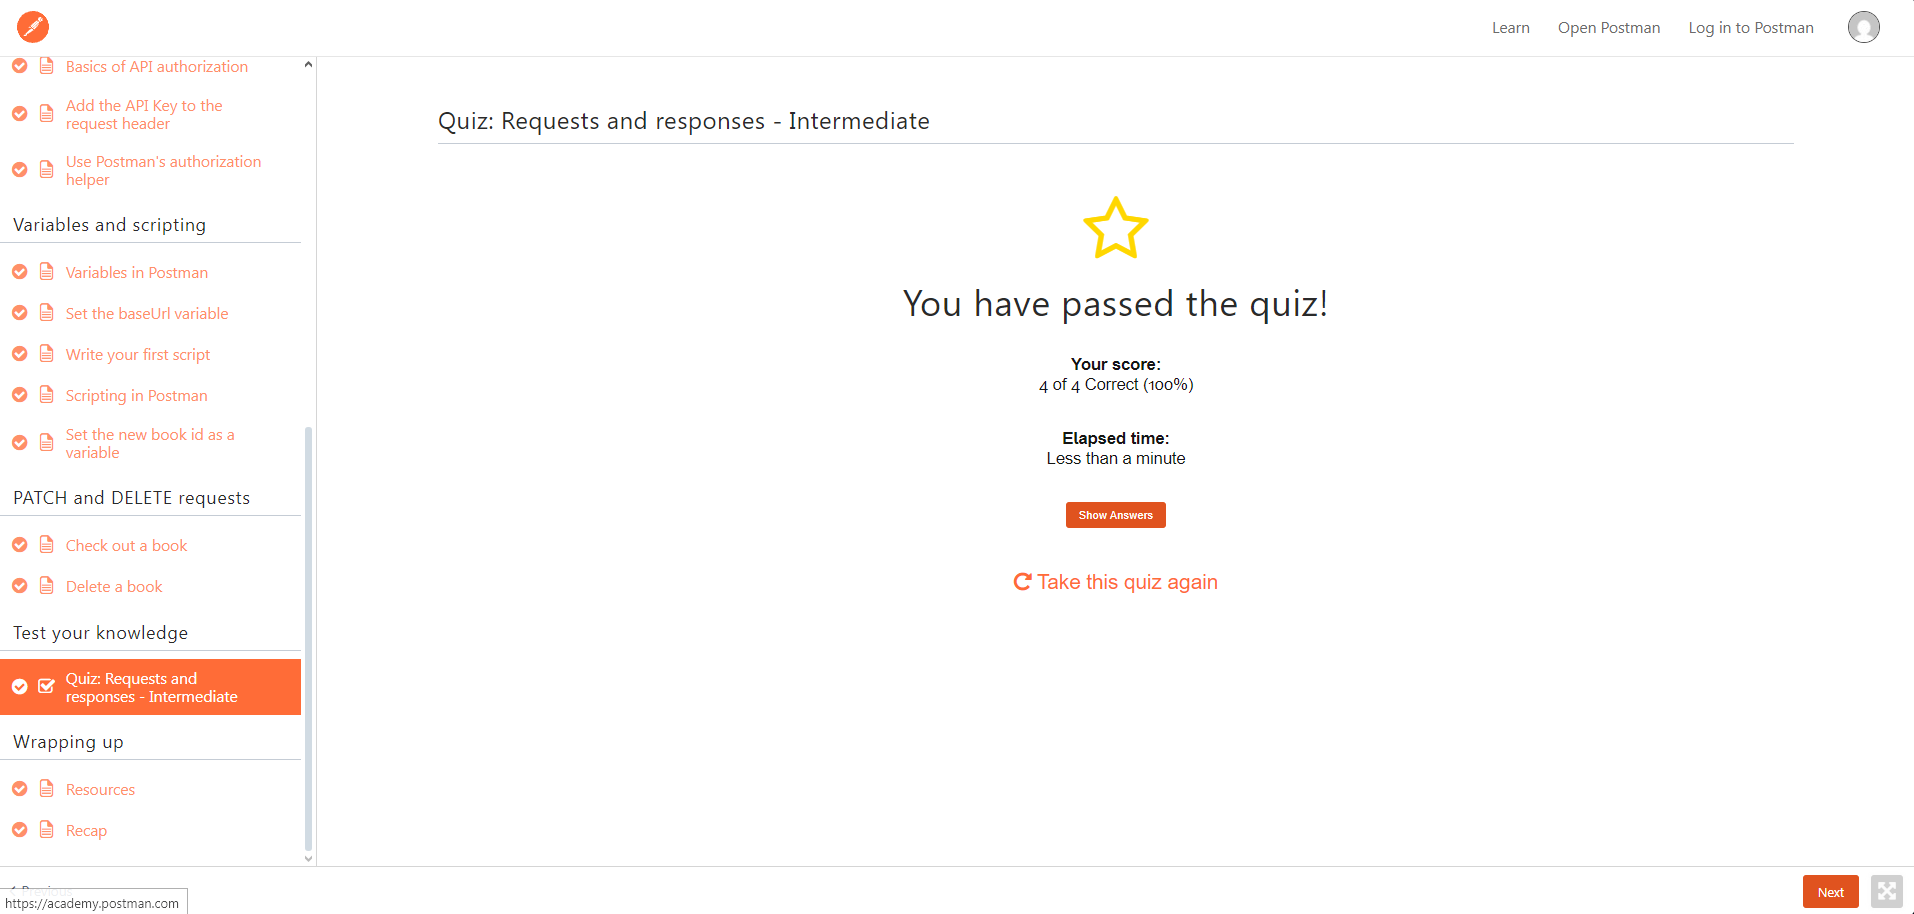 Learn
Open Postman
Log in to Postman
Basics of API authorization
Add the API Key to the
request header
Use Postman's authorization
helper
Variables and scripting
Variables in Postman
Set the baseUrl variable
Write your first script
Scripting in Postman
Set the new book id as a
variable
PATCH and DELETE requests
Check out a book
Delete a book
Test your knowledge
Quiz: Requests and
responses - Intermediate
Wrapping up
Resources
Recap
Quiz: Requests and responses - Intermediate
You have passed the quiz!
Your score:
4 of 4 Correct (100%)
Elapsed time:
Less than a minute
Show Answers
Take this quiz again
Previous
https://academy.postman.com
Next